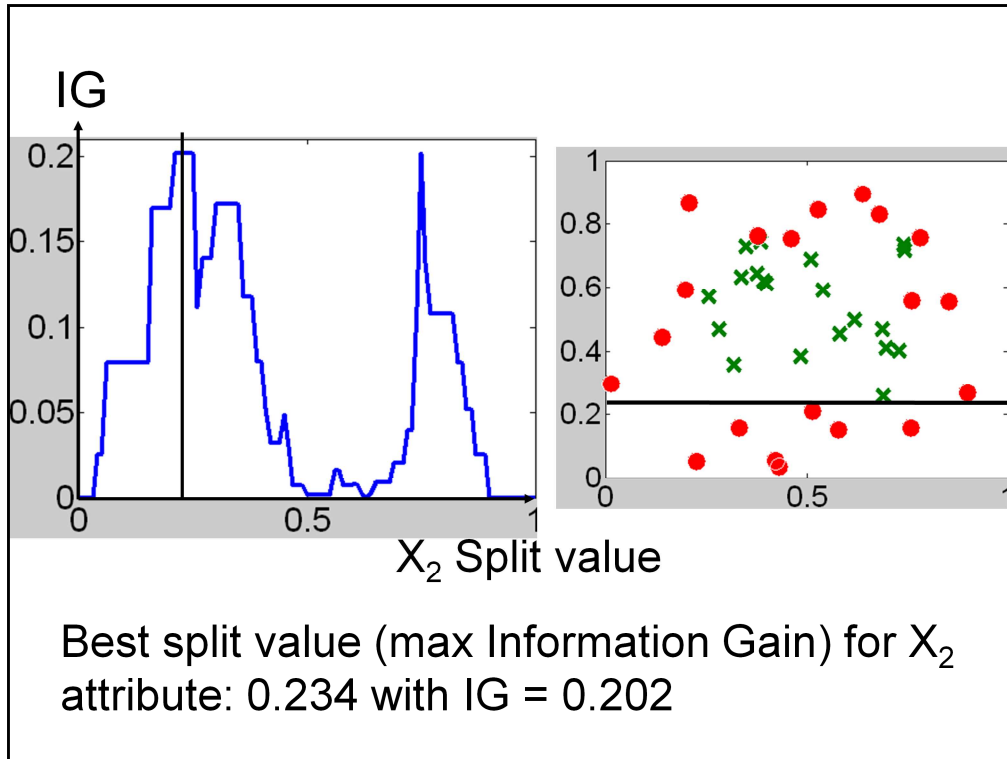 IG
0.2
0.15
0.1
0.05
0
0 0.5 1
1
0.8
0.6
0.4
0.2
0
0 0.5 1
X₂ Split value
Best split value (max Information Gain) for X₂
attribute: 0.234 with IG = 0.202